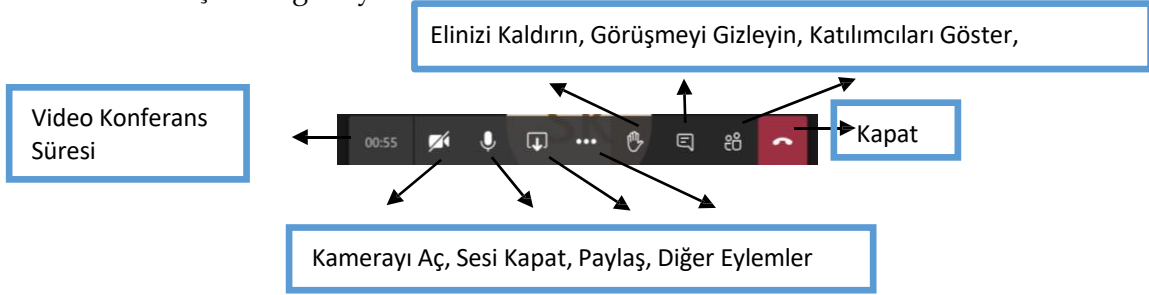 Elinizi Kaldırın, Görüşmeyi Gizleyin, Katılımcıları Göster,
Video Konferans
Süresi
00:55
SK
Kapat
Kamerayı Aç, Sesi Kapat, Paylaş, Diğer Eylemler